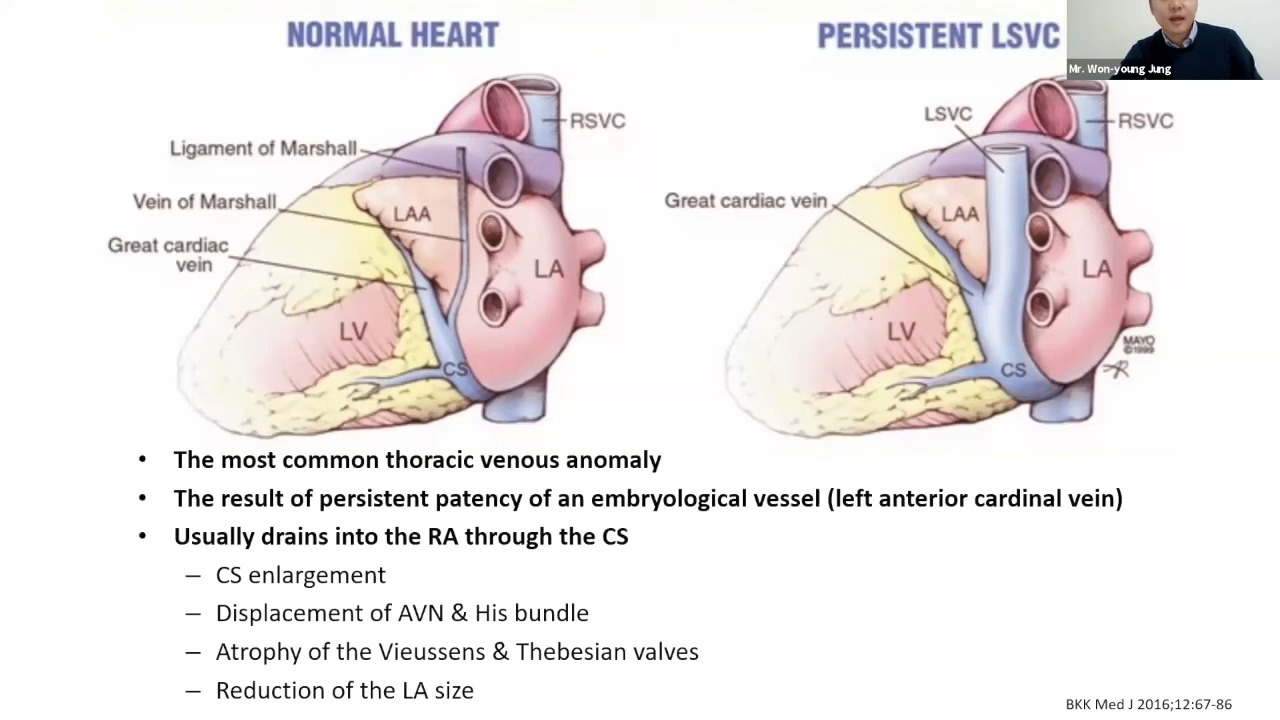 NORMAL HEART
PERSISTENT LSVC
Mr. Won-young Jung
RSVC
Ligament of Marshall
Vein of Marshall
Great cardiac
vein
LAA
LA
LV
CS
LSVC
RSVC
Great cardiac vein
LAA
LA
LV
CS
MAYO
©1999
• The most common thoracic venous anomaly
• The result of persistent patency of an embryological vessel (left anterior cardinal vein)
• Usually drains into the RA through the CS
– CS enlargement
– Displacement of AVN & His bundle
– Atrophy of the Vieussens & Thebesian valves
– Reduction of the LA size
BKK Med J 2016;12:67-86